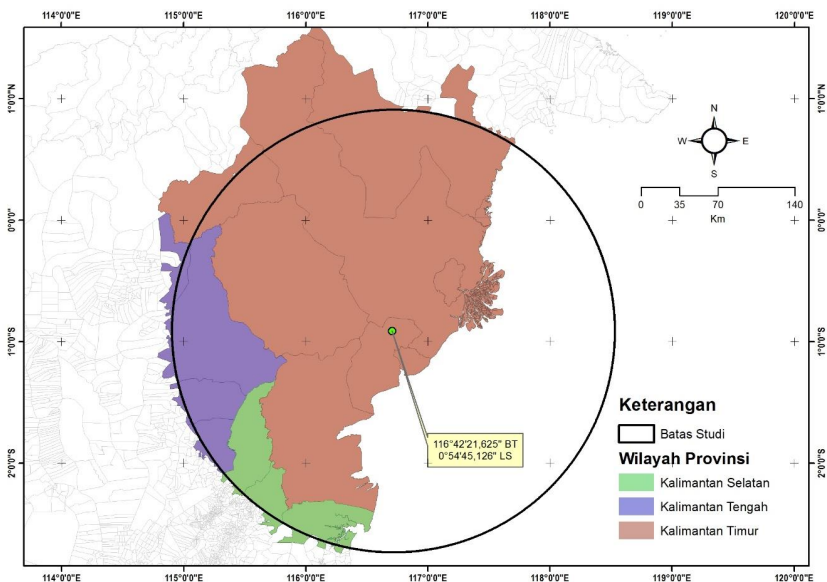 114°0'0"E 115°0'0"E 116°0'0"E 117°0'0"E 118°0'0"E 119°0'0"E 120°0'0"E
1°0'0"N
0°0'0"
1°0'0"S
2°0'0"S
1°0'0"N
0°0'0"
1°0'0"S
2°0'0"S
N
W E
S
0 35 70 140
Km
116°42'21,625" BT
0°54'45,126" LS
Keterangan
Batas Studi
Wilayah Provinsi
Kalimantan Selatan
Kalimantan Tengah
Kalimantan Timur
114°0'0"E 115°0'0"E 116°0'0"E 117°0'0"E 118°0'0"E 119°0'0"E 120°0'0"E